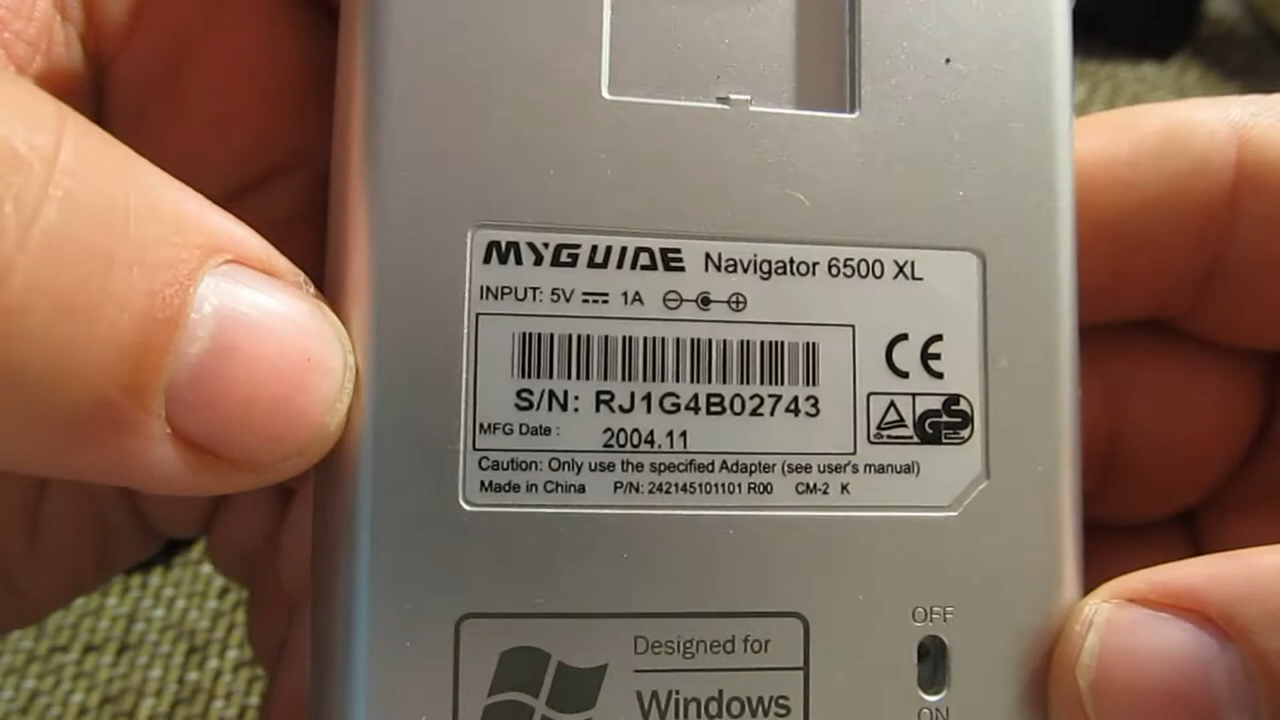 MYGUIDE Navigator 6500 XL
INPUT: 5V 1A
CE
S/N: RJ1G4B02743
GS
MFG Date : 2004.11
Caution: Only use the specified Adapter (see user's manual)
Made in China P/N: 242145101101 R00 CM-2 K
OFF
Designed for
Windows
ON